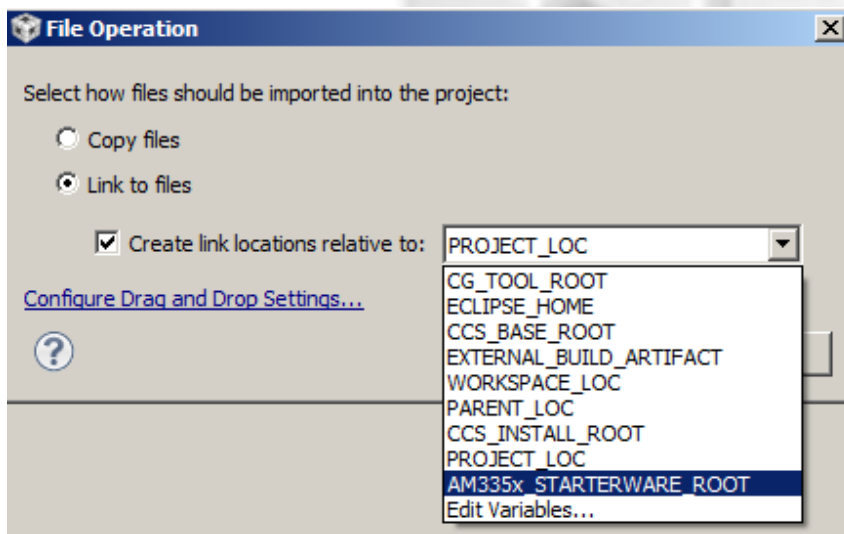 File Operation
Select how files should be imported into the project:
Copy files
Link to files
Create link locations relative to: PROJECT_LOC
CG_TOOL_ROOT
ECLIPSE_HOME
CCS_BASE_ROOT
EXTERNAL_BUILD_ARTIFACT
WORKSPACE_LOC
PARENT_LOC
CCS_INSTALL_ROOT
PROJECT_LOC
AM335x_STARTERWARE_ROOT
Edit Variables...
Configure Drag and Drop Settings...
?